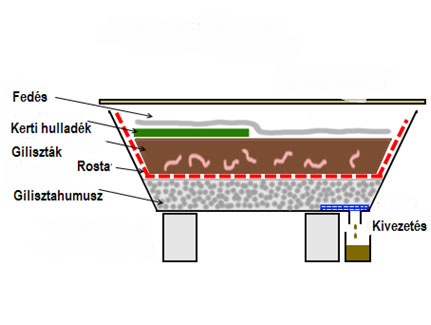 Fedés
Kerti hulladék
Giliszták
Rosta
Gilisztahumusz
Kivezetés